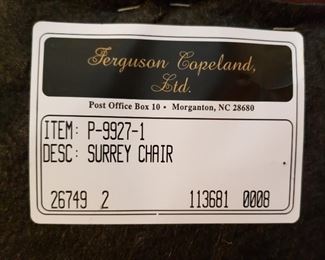 Ferguson Copeland,
Ltd.
Post Office Box 10 • Morganton, NC 28680
ITEM: P-9927-1
DESC: SURREY CHAIR
26749 2 113681 0008